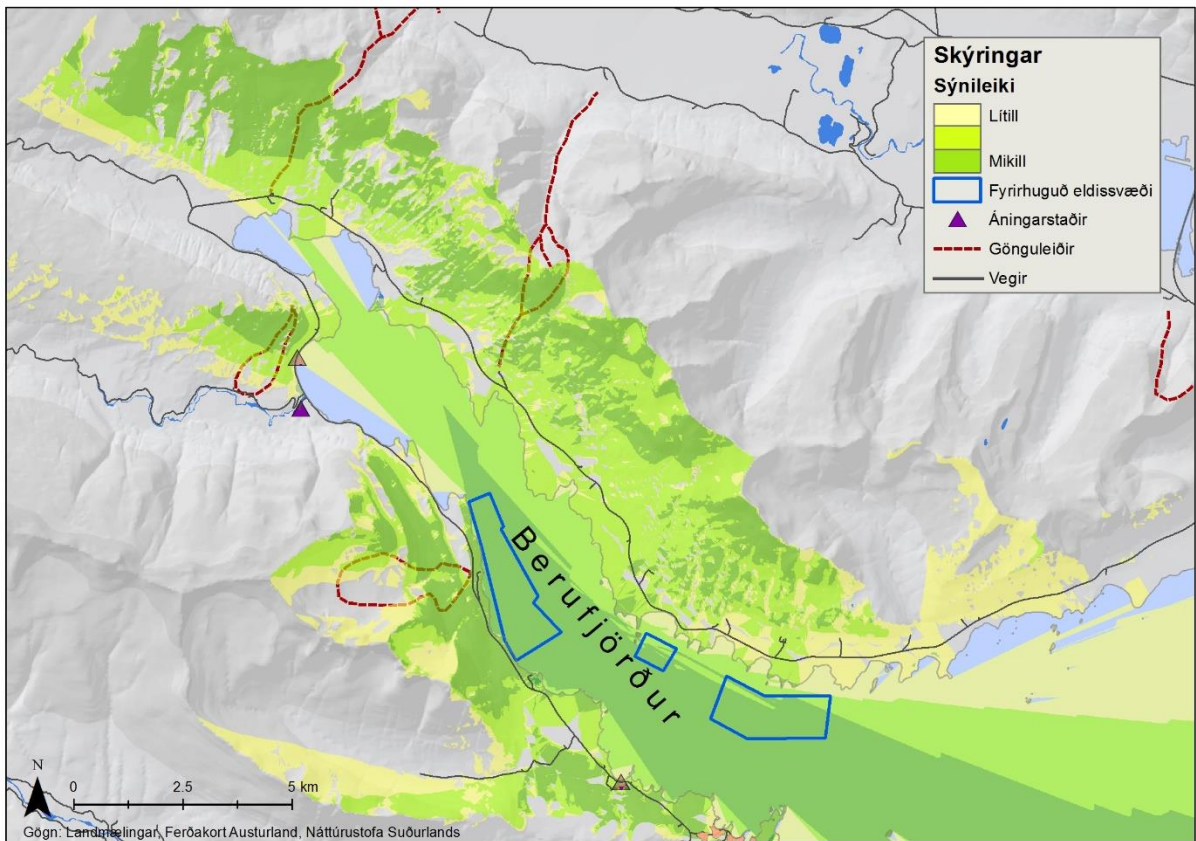 Skýringar
Sýnileiki
Lítill
Mikill
Fyrirhuguð eldissvæði
Áningarstaðir
Gönguleiðir
Vegir
Berufjörður
N
0 2.5 5 km
Gögn: Landmælingar, Ferðakort Austurland, Náttúrustofa Suðurlands